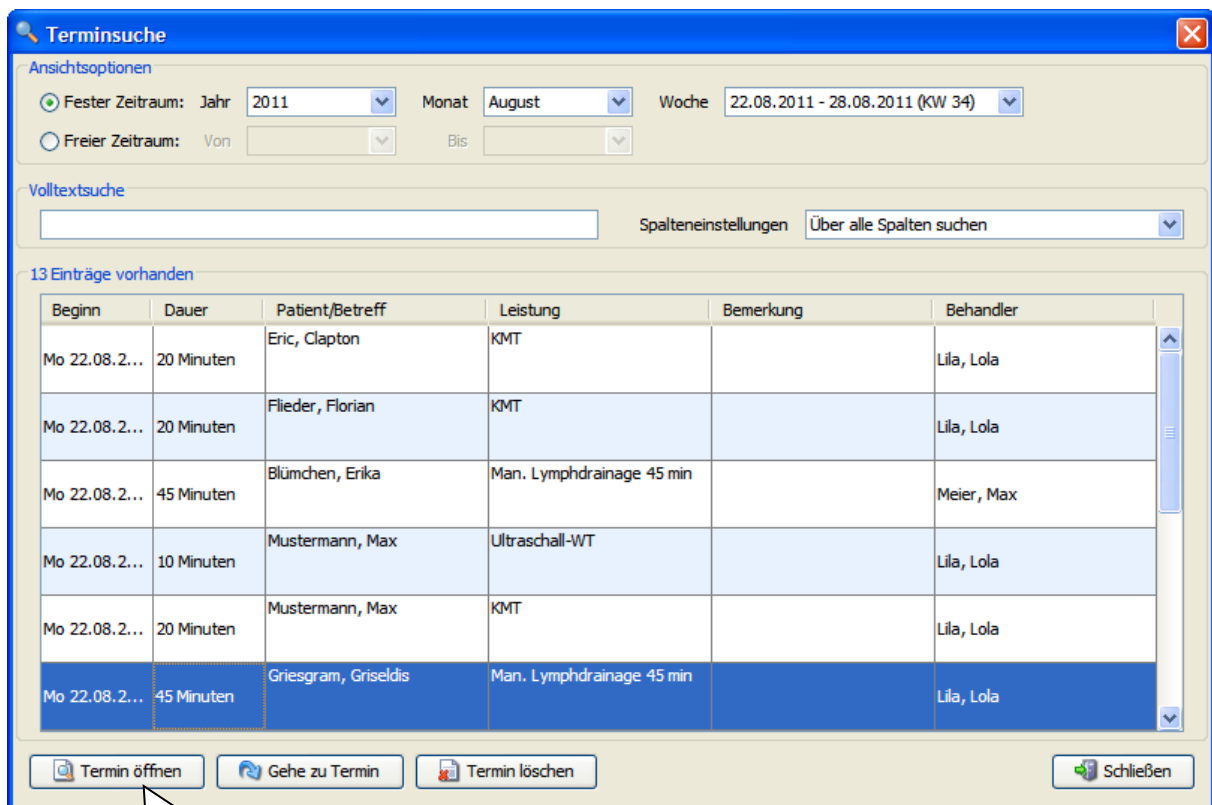 Terminsuche
Ansichtsoptionen
Fester Zeitraum: Jahr 2011 Monat August Woche 22.08.2011 - 28.08.2011 (KW 34)
Freier Zeitraum: Von Bis
Volltextsuche
Spalteneinstellungen Über alle Spalten suchen
13 Einträge vorhanden
Beginn Dauer Patient/Betreff Leistung Bemerkung Behandler
Mo 22.08.2... 20 Minuten Eric, Clapton KMT Lila, Lola
Mo 22.08.2... 20 Minuten Flieder, Florian KMT Lila, Lola
Mo 22.08.2... 45 Minuten Blümchen, Erika Man. Lymphdrainage 45 min Meier, Max
Mo 22.08.2... 10 Minuten Mustermann, Max Ultraschall-WT Lila, Lola
Mo 22.08.2... 20 Minuten Mustermann, Max KMT Lila, Lola
Mo 22.08.2... 45 Minuten Griesgram, Griseldis Man. Lymphdrainage 45 min Lila, Lola
Termin öffnen Gehe zu Termin Termin löschen Schließen